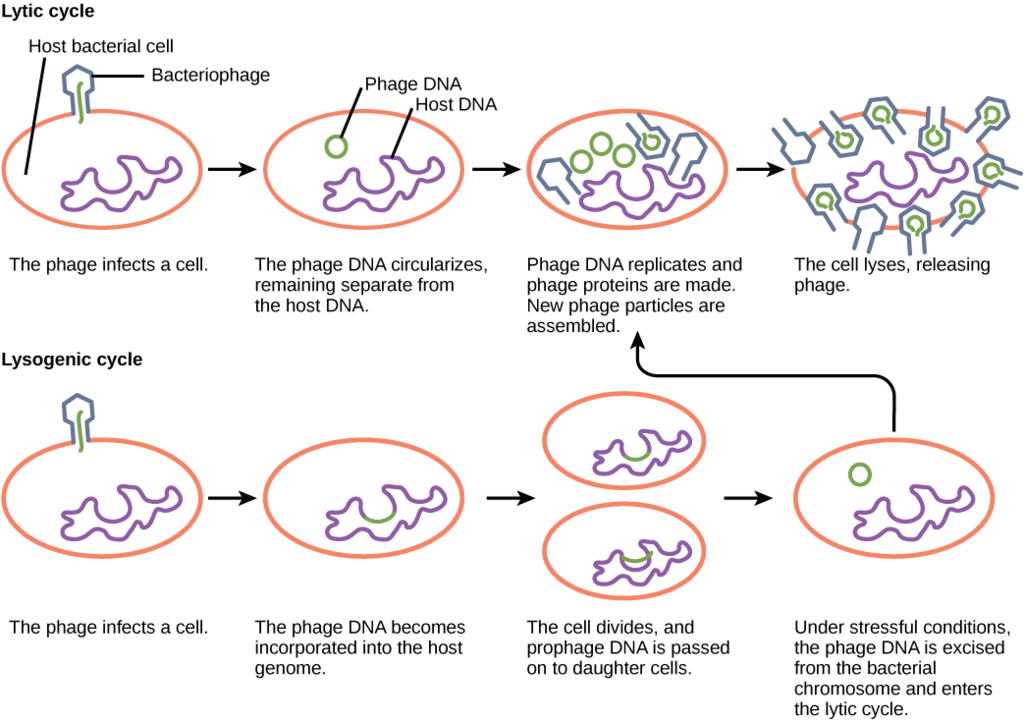 Lytic cycle
Host bacterial cell
Bacteriophage
Phage DNA
Host DNA
The phage infects a cell.
The phage DNA circularizes,
remaining separate from
the host DNA.
Phage DNA replicates and
phage proteins are made.
New phage particles are
assembled.
The cell lyses, releasing
phage.
Lysogenic cycle
The phage infects a cell.
The phage DNA becomes
incorporated into the host
genome.
The cell divides, and
prophage DNA is passed
on to daughter cells.
Under stressful conditions,
the phage DNA is excised
from the bacterial
chromosome and enters
the lytic cycle.